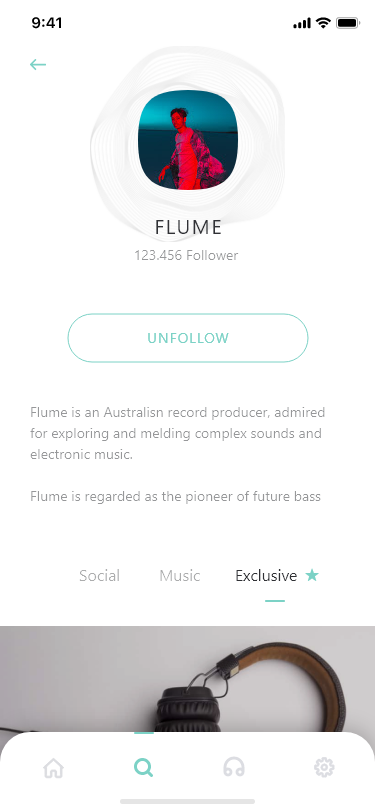 9:41
FLUME
123.456 Follower
UNFOLLOW
Flume is an Australisn record producer, admired
for exploring and melding complex sounds and
electronic music.
Flume is regarded as the pioneer of future bass
Social Music Exclusive